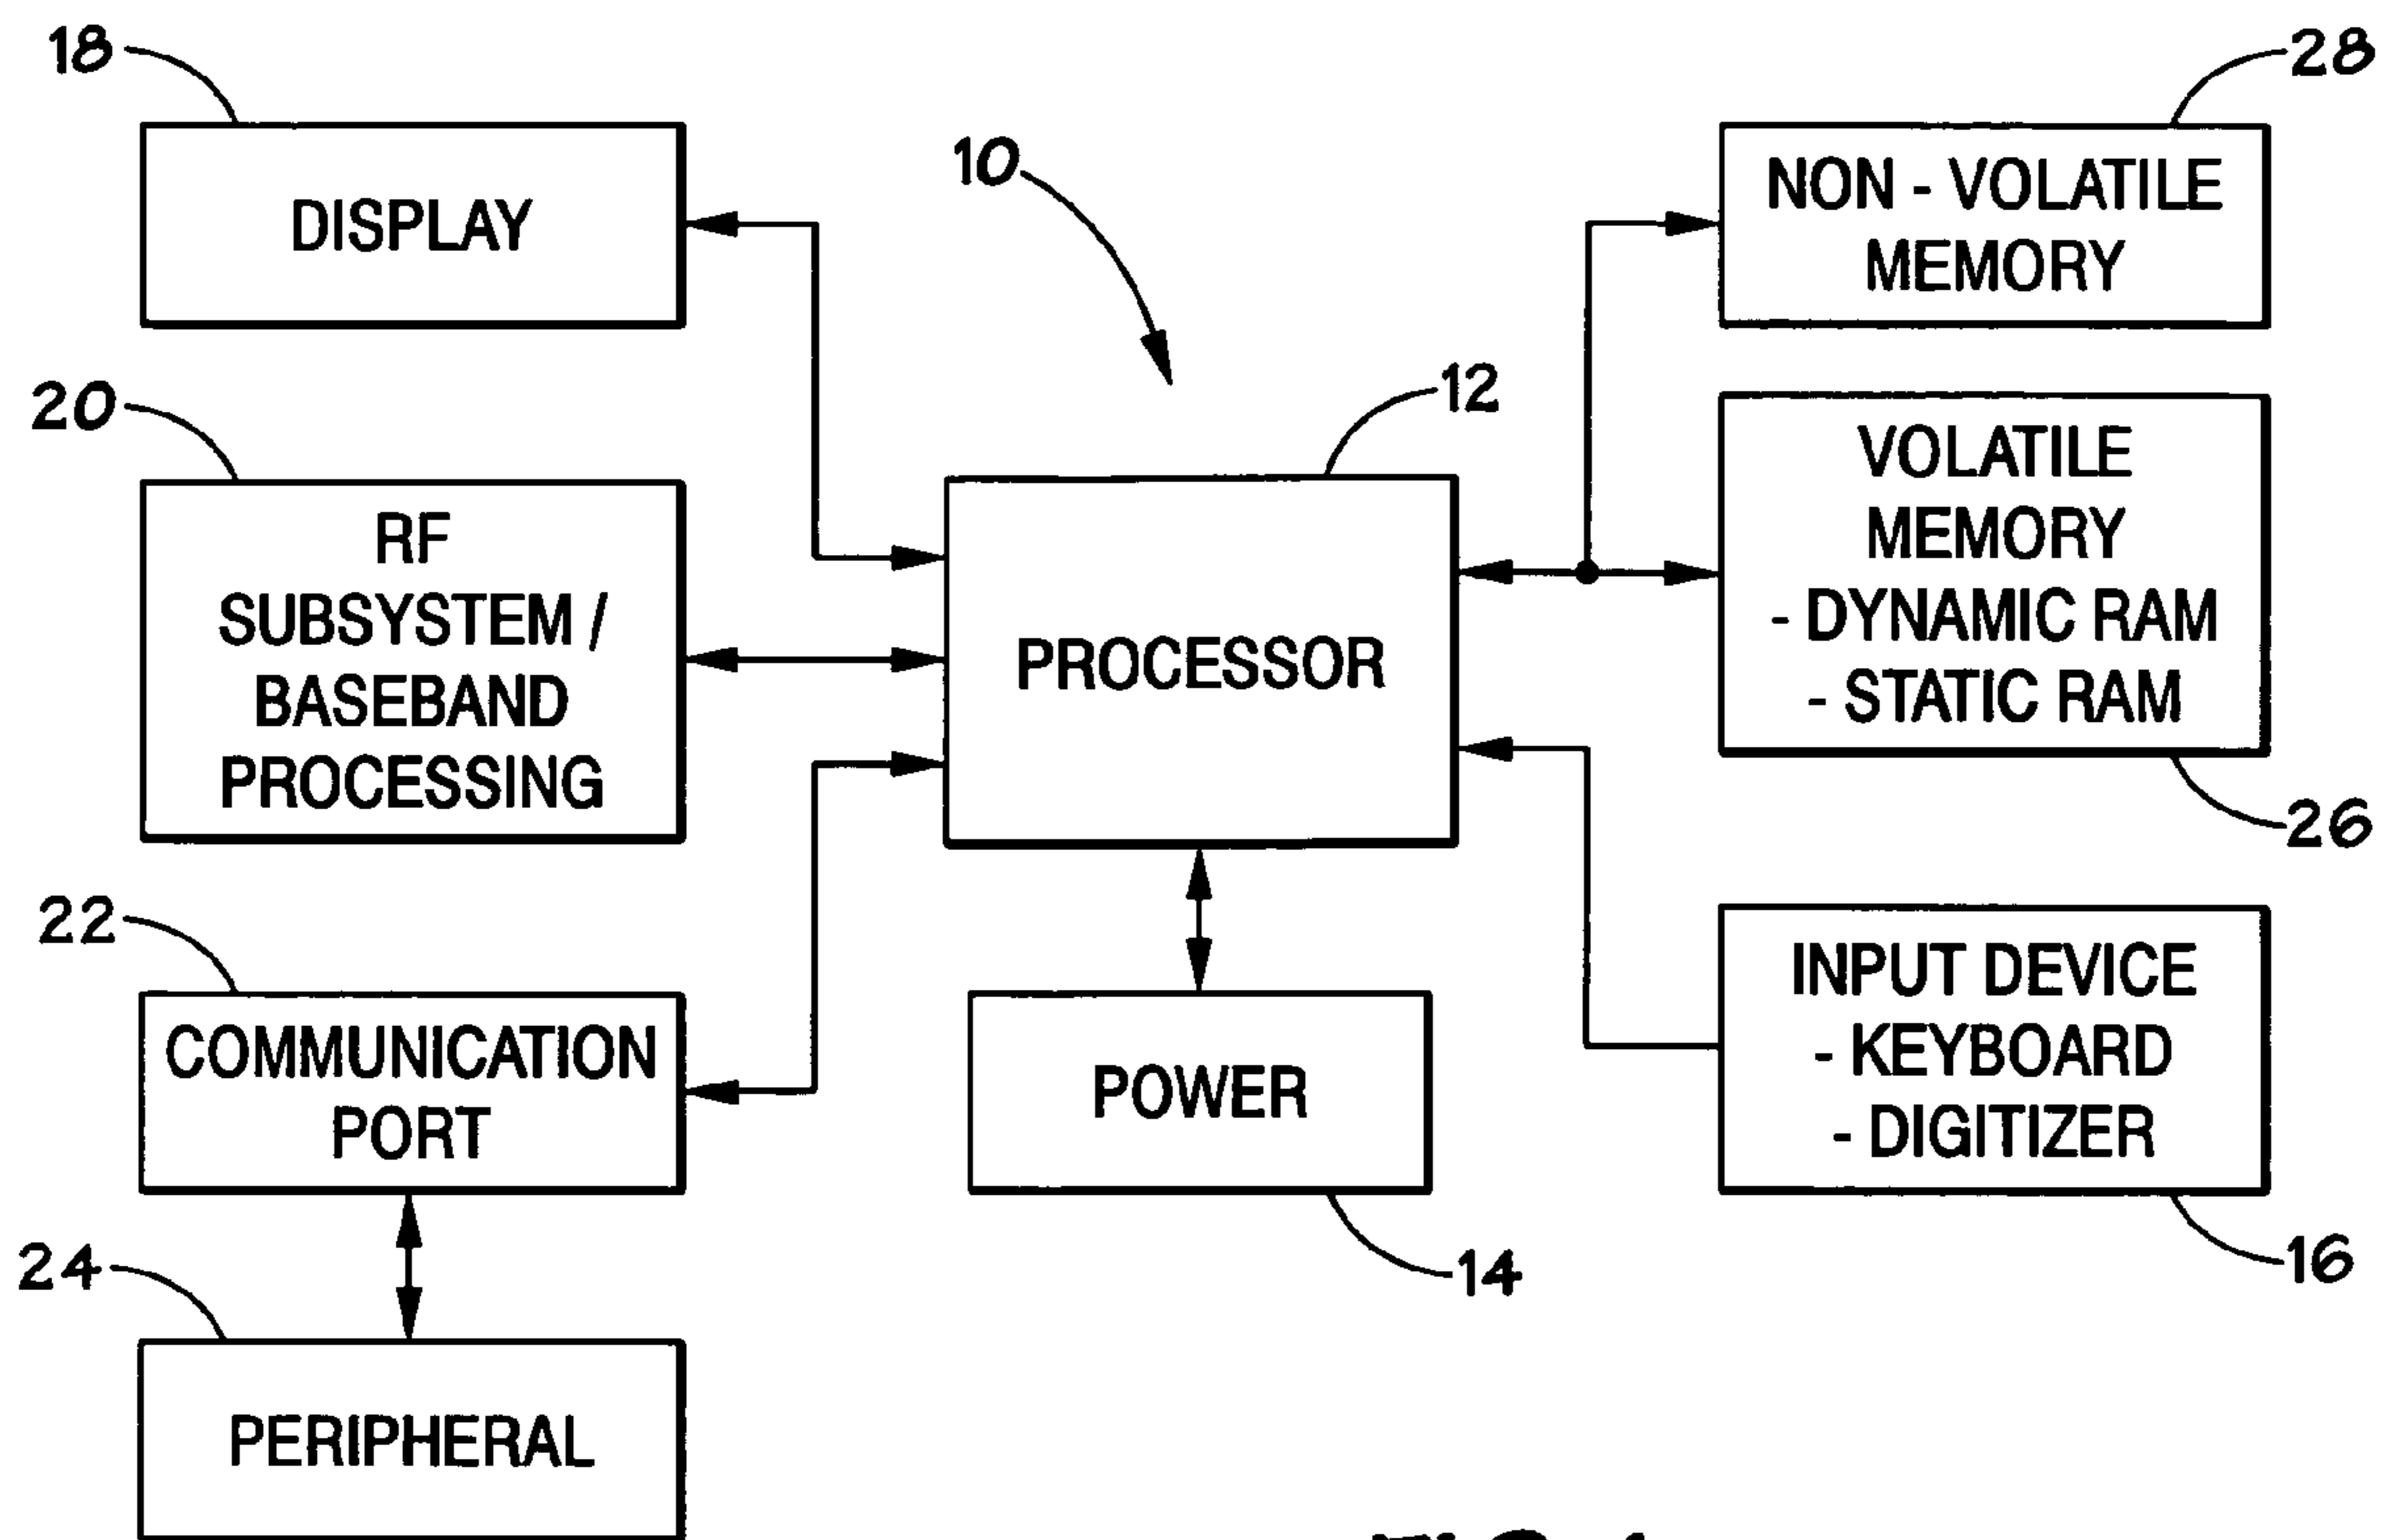 18
DISPLAY
10
28
NON - VOLATILE
MEMORY
20
RF
SUBSYSTEM /
BASEBAND
PROCESSING
12
PROCESSOR
VOLATILE
MEMORY
- DYNAMIC RAM
- STATIC RAM
26
22
COMMUNICATION
PORT
POWER
14
INPUT DEVICE
- KEYBOARD
- DIGITIZER
16
24
PERIPHERAL